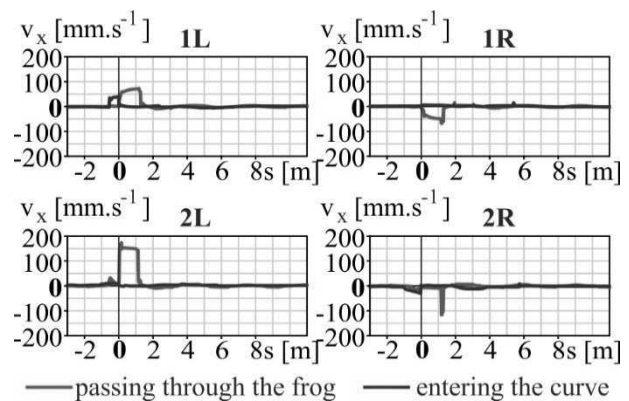 vₓ [mm.s⁻¹] 1L vₓ [mm.s⁻¹] 1R
200 200
100 100
0 0
-100 -100
-200 -200
-2 0 2 4 6 8s [m] -2 0 2 4 6 8s [m]
vₓ [mm.s⁻¹] 2L vₓ [mm.s⁻¹] 2R
200 200
100 100
0 0
-100 -100
-200 -200
-2 0 2 4 6 8s [m] -2 0 2 4 6 8s [m]
passing through the frog entering the curve